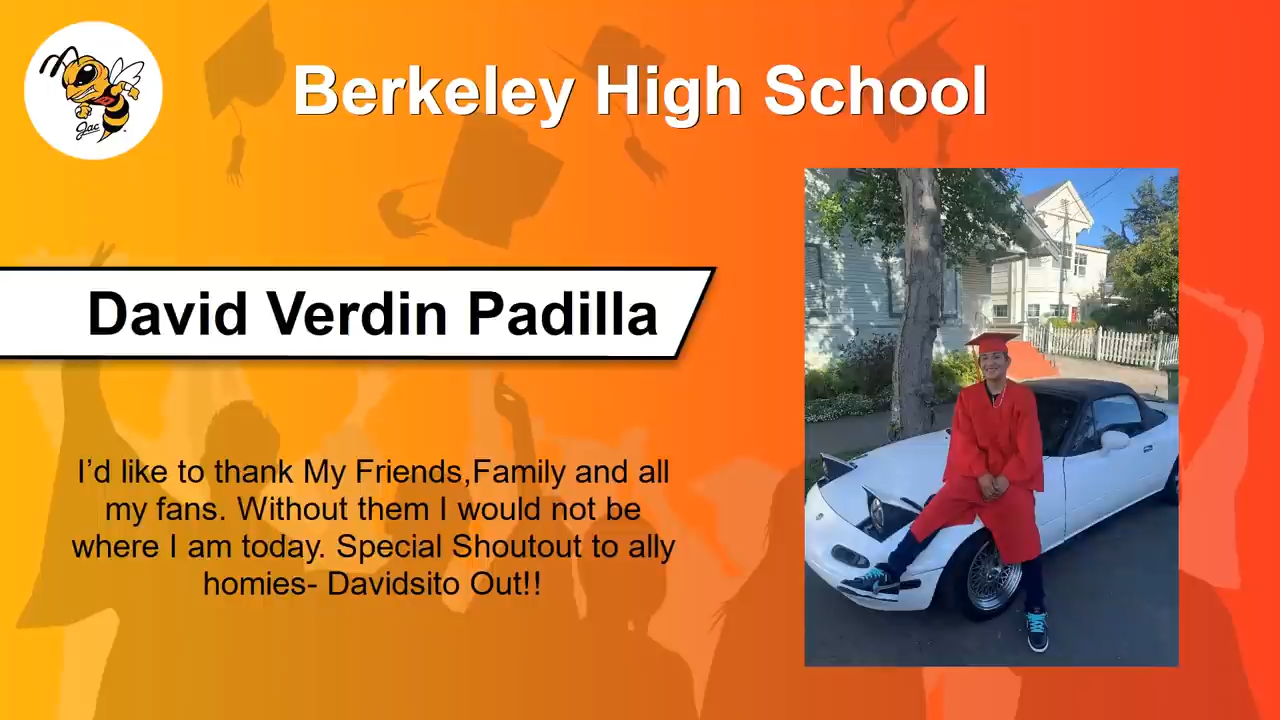 Jac
Berkeley High School
David Verdin Padilla
I’d like to thank My Friends,Family and all
my fans. Without them I would not be
where I am today. Special Shoutout to ally
homies- Davidsito Out!!